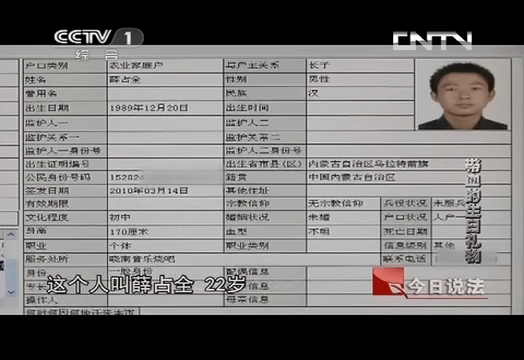 CCTV 1
综合
CNTV
户口类别 农业家庭户 与户主关系 长子
姓名 薛占全 性别 男性
曾用名 民族 汉
出生日期 1989年12月20日 出生时间
监护人一 监护人二
监护关系一 监护关系二
监护人一身份号 监护人二身份号
出生证明编号 出生省市县(区) 内蒙古自治区乌拉特前旗
公民身份号码 152824 籍贯 中国内蒙古自治区
签发日期 2010年03月14日 其他住址
有效期限 宗教信仰 无宗教信仰 兵役状况 未服兵
文化程度 初中 婚姻状况 未婚 户口状况 人户一
身高 170厘米 血型 不明 死亡日期
职业 个体 职业 信息级别 其他
服务处所 晓南音乐烧吧 联系电话
身份 一般身份 配偶信息
专长 父亲信息
操作人 母亲信息
带血的生日礼物
这个人叫薛占全 22岁
今日说法